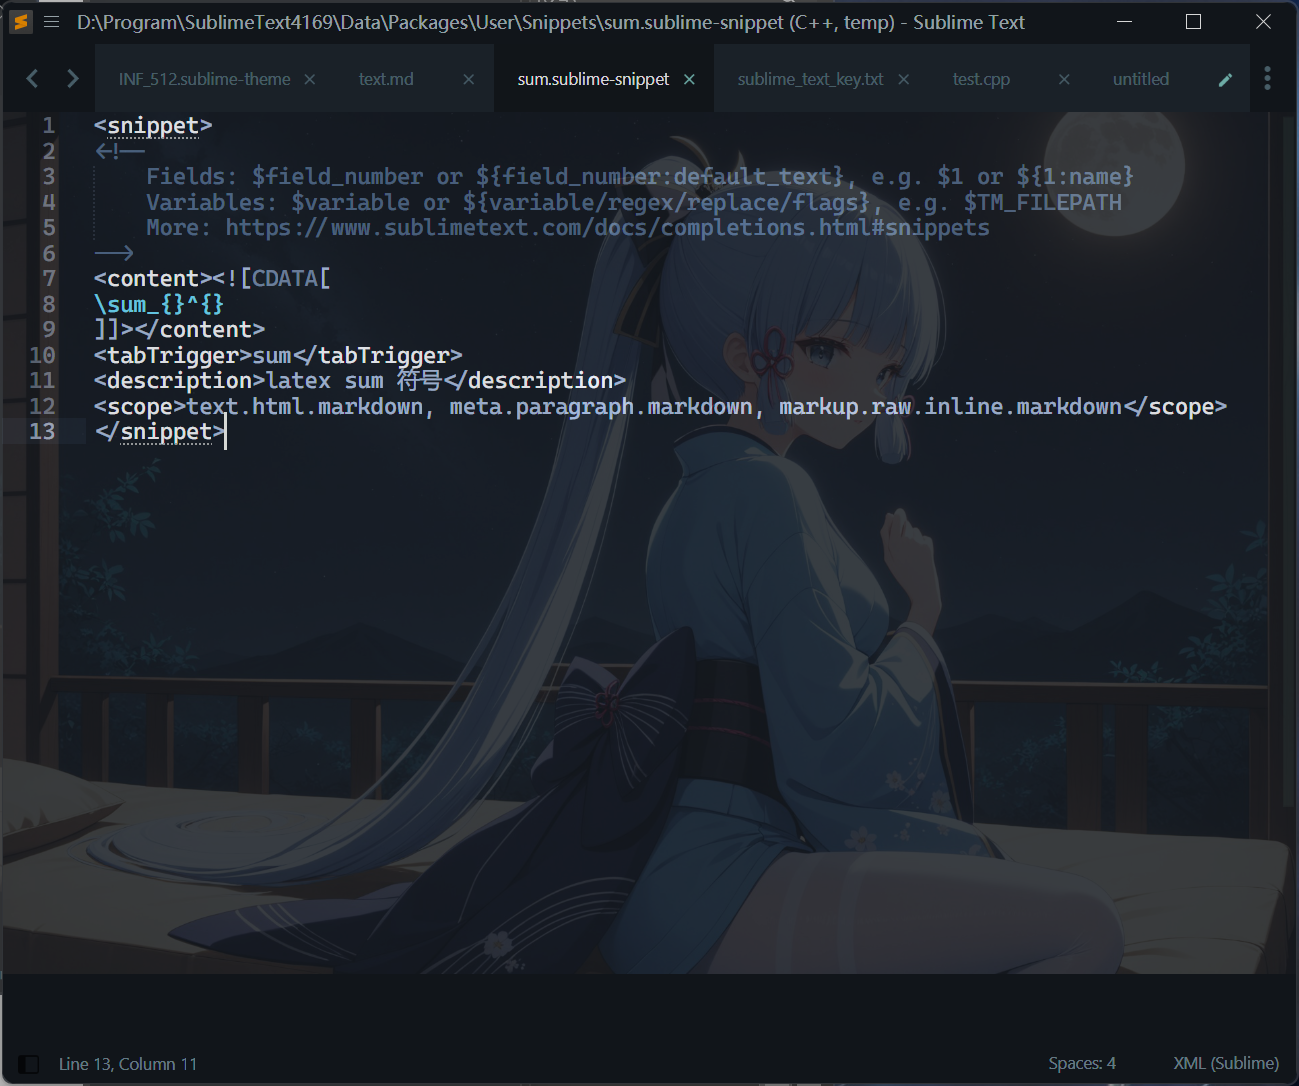 D:\Program\SublimeText4169\Data\Packages\User\Snippets\sum.sublime-snippet (C++, temp) - Sublime Text
INF_512.sublime-theme text.md sum.sublime-snippet sublime_text_key.txt test.cpp untitled
1 <snippet>
2 <!--
3 Fields: $field_number or ${field_number:default_text}, e.g. $1 or ${1:name}
4 Variables: $variable or ${variable/regex/replace/flags}, e.g. $TM_FILEPATH
5 More: https://www.sublimetext.com/docs/completions.html#snippets
6 -->
7 <content><![CDATA[
8 \sum_{}^{}
9 ]]></content>
10 <tabTrigger>sum</tabTrigger>
11 <description>latex sum 符号</description>
12 <scope>text.html.markdown, meta.paragraph.markdown, markup.raw.inline.markdown</scope>
13 </snippet>
Line 13, Column 11 Spaces: 4 XML (Sublime)